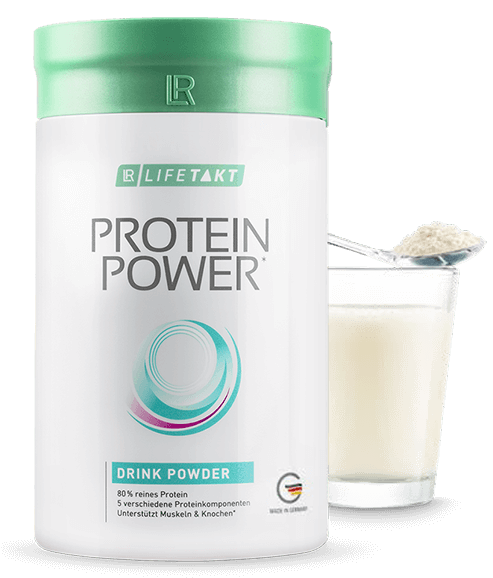 LR
LR LIFETAKT
PROTEIN
POWER*
DRINK POWDER
80% reines Protein
5 verschiedene Proteinkomponenten
Unterstützt Muskeln & Knochen*
MADE IN GERMANY